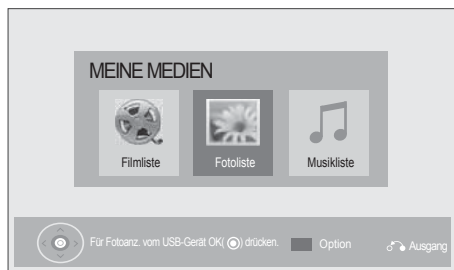 MEINE MEDIEN
Filmliste Fotoliste Musikliste
Für Fotoanz. vom USB-Gerät OK(◉) drücken. Option Ausgang